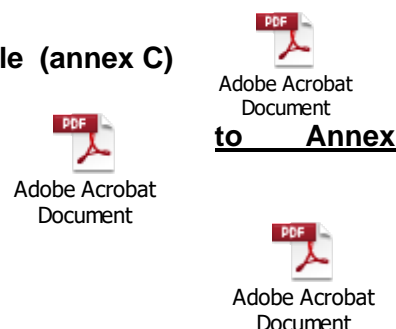 PDF
le (annex C)
Adobe Acrobat
Document
to Annex
PDF
Adobe Acrobat
Document
PDF
Adobe Acrobat
Document